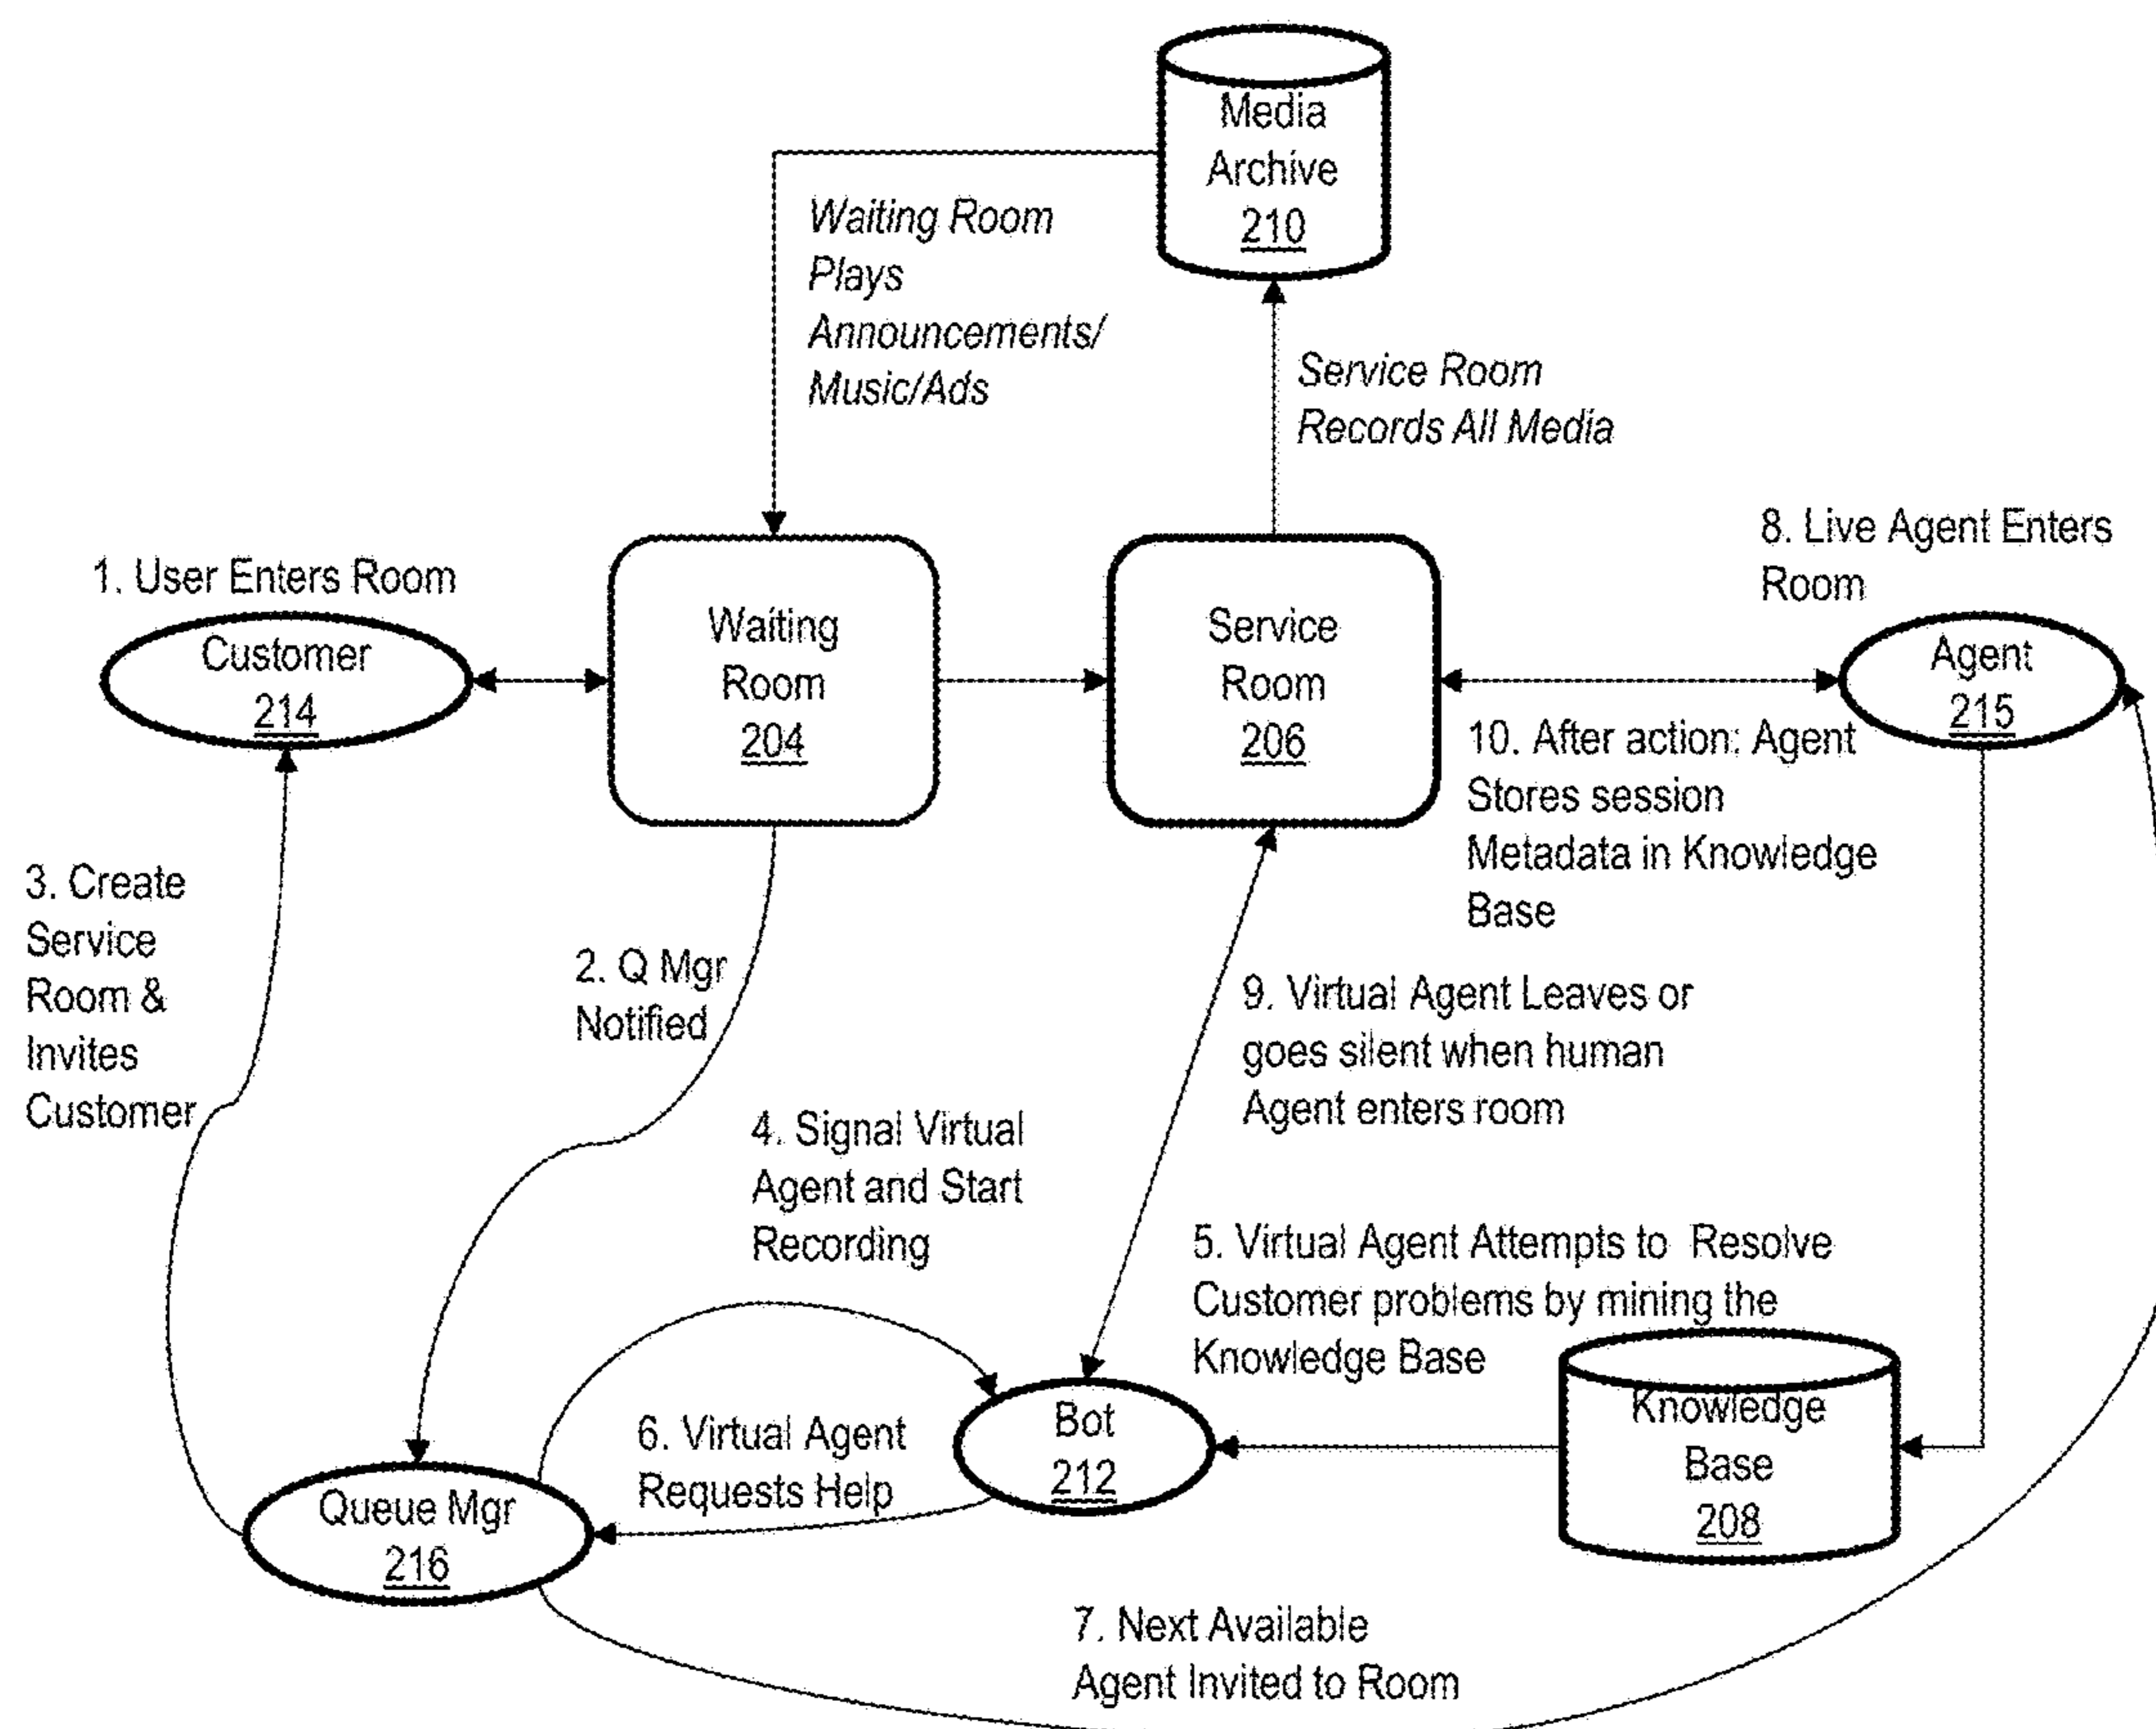 Media
Archive
210
Waiting Room
Plays
Announcements/
Music/Ads
Service Room
Records All Media
1. User Enters Room
Customer
214
Waiting
Room
204
Service
Room
206
8. Live Agent Enters
Room
Agent
215
10. After action: Agent
Stores session
Metadata in Knowledge
Base
3. Create
Service
Room &
Invites
Customer
2. Q Mgr
Notified
9. Virtual Agent Leaves or
goes silent when human
Agent enters room
4. Signal Virtual
Agent and Start
Recording
5. Virtual Agent Attempts to Resolve
Customer problems by mining the
Knowledge Base
6. Virtual Agent
Requests Help
Bot
212
Knowledge
Base
208
Queue Mgr
216
7. Next Available
Agent Invited to Room